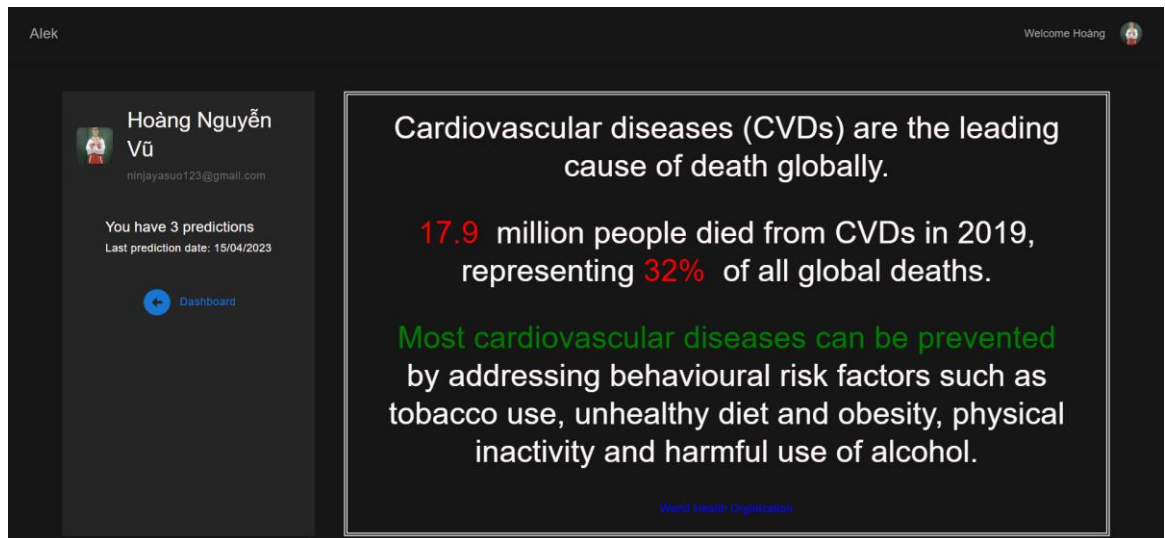 Alek
Welcome Hoàng
Hoàng Nguyễn
Vũ
ninjayasuo123@gmail.com
You have 3 predictions
Last prediction date: 15/04/2023
Dashboard
Cardiovascular diseases (CVDs) are the leading
cause of death globally.
17.9 million people died from CVDs in 2019,
representing 32% of all global deaths.
Most cardiovascular diseases can be prevented
by addressing behavioural risk factors such as
tobacco use, unhealthy diet and obesity, physical
inactivity and harmful use of alcohol.
World Health